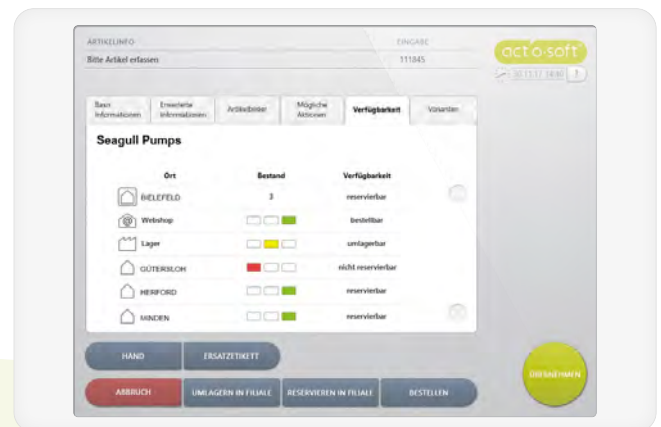 ARTIKELINFO EINGABE
Bitte Artikel erfassen 111845
act'o-soft
Basis Informationen Erweiterte Informationen Artikelbilder Mögliche Aktionen Verfügbarkeit Varianten
Seagull Pumps
Ort Bestand Verfügbarkeit
BIELEFELD 3 reservierbar
Webshop bestellbar
Lager umlagerbar
GÜTERSLOH nicht reservierbar
HERFORD reservierbar
MINDEN reservierbar
HAND ERSATZETIKETT
ABBRUCH UMLAGERN IN FILIALE RESERVIEREN IN FILIALE BESTELLEN
ÜBERNEHMEN